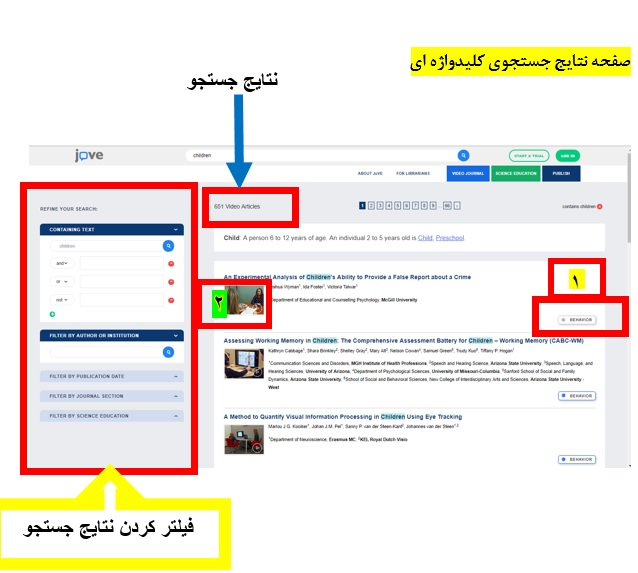 صفحه نتایج جستجوی کلیدواژه ای
نتایج جستجو
jove
children
START A TRIAL
ABOUT JoVE
FOR LIBRARIANS
VIDEO JOURNAL
SCIENCE EDUCATION
PUBLISH
REFINE YOUR SEARCH:
CONTAINING TEXT
children
and
or
not
FILTER BY AUTHOR OR INSTITUTION
FILTER BY PUBLICATION DATE
FILTER BY JOURNAL SECTION
FILTER BY SCIENCE EDUCATION
651 Video Articles
1 2 3 4 5 6 7 8 9 ... 66
contains children
Child: A person 6 to 12 years of age. An individual 2 to 5 years old is Child, Preschool.
۱
An Experimental Analysis of Children's Ability to Provide a False Report about a Crime
۲
Wyman1, Ida Foster1, Victoria Talwar1
Department of Educational and Counselling Psychology, McGill University
BEHAVIOR
Assessing Working Memory in Children: The Comprehensive Assessment Battery for Children – Working Memory (CABC-WM)
Kathryn Cabbage1, Shara Brinkley2, Shelley Gray2, Mary Alt3, Nelson Cowan4, Samuel Green5, Trudy Kuo6, Tiffany P. Hogan1
1Communication Sciences and Disorders, MGH Institute of Health Professions, 2Speech and Hearing Science, Arizona State University, 3Speech, Language, and
Hearing Sciences, University of Arizona, 4Department of Psychological Sciences, University of Missouri-Columbia, 5Sanford School of Social and Family
Dynamics, Arizona State University, 6School of Social and Behavioral Sciences, New College of Interdisciplinary Arts and Sciences, Arizona State University -
West
BEHAVIOR
A Method to Quantify Visual Information Processing in Children Using Eye Tracking
Marlou J.G. Kooiker1, Johan J.M. Pel1, Sanny P. van der Steen-Kant2, Johannes van der Steen1,2
1Department of Neuroscience, Erasmus MC, 2KEI, Royal Dutch Visio
BEHAVIOR
فیلتر کردن نتایج جستجو